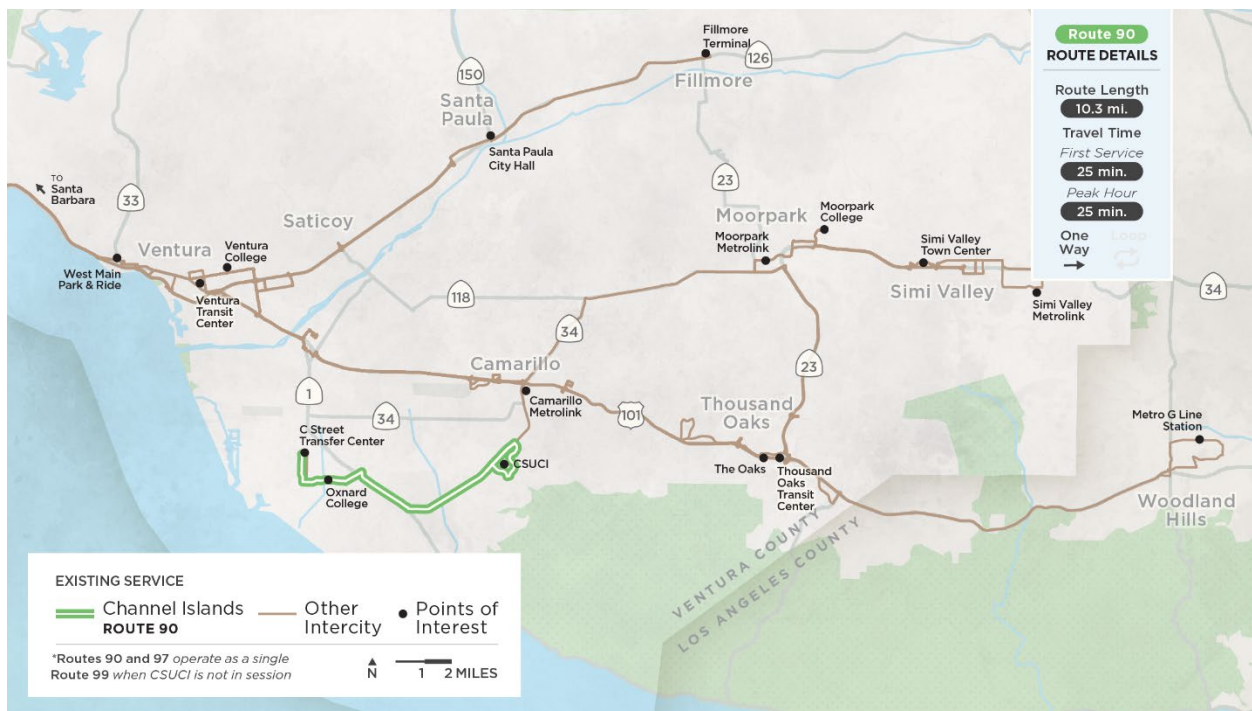 Route 90
ROUTE DETAILS
Route Length
10.3 mi.
Travel Time
First Service
25 min.
Peak Hour
25 min.
One
Way
Loop
Fillmore
Terminal
126
Fillmore
150
Santa
Paula
Santa Paula
City Hall
TO
Santa
Barbara
33
Saticoy
Ventura
Ventura
College
West Main
Park & Ride
Ventura
Transit
Center
118
23
Moorpark
Moorpark
College
Moorpark
Metrolink
Simi Valley
Town Center
Simi Valley
Simi Valley
Metrolink
34
34
Camarillo
Camarillo
Metrolink
1
34
101
23
Thousand
Oaks
C Street
Transfer Center
CSUCI
Oxnard
College
The Oaks
Thousand
Oaks
Transit
Center
Metro G Line
Station
Woodland
Hills
VENTURA COUNTY
LOS ANGELES COUNTY
EXISTING SERVICE
Channel Islands
ROUTE 90
Other
Intercity
Points of
Interest
*Routes 90 and 97 operate as a single
Route 99 when CSUCI is not in session
N
1 2 MILES